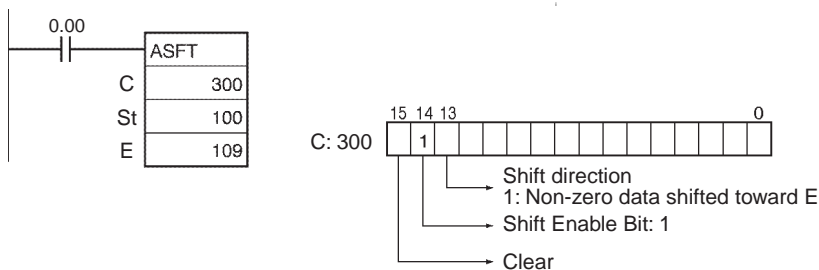 0.00
ASFT
C 300
St 100
E 109
15 14 13 0
C: 300 1
Shift direction
1: Non-zero data shifted toward E
Shift Enable Bit: 1
Clear